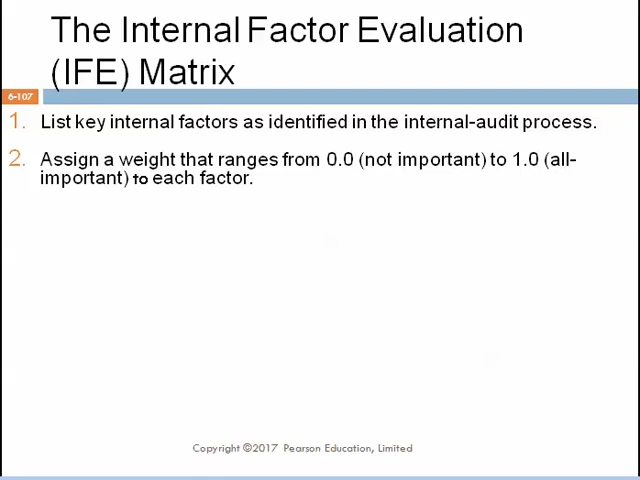 The Internal Factor Evaluation
(IFE) Matrix
6-107
1. List key internal factors as identified in the internal-audit process.
2. Assign a weight that ranges from 0.0 (not important) to 1.0 (all-
important) to each factor.
Copyright ©2017 Pearson Education, Limited